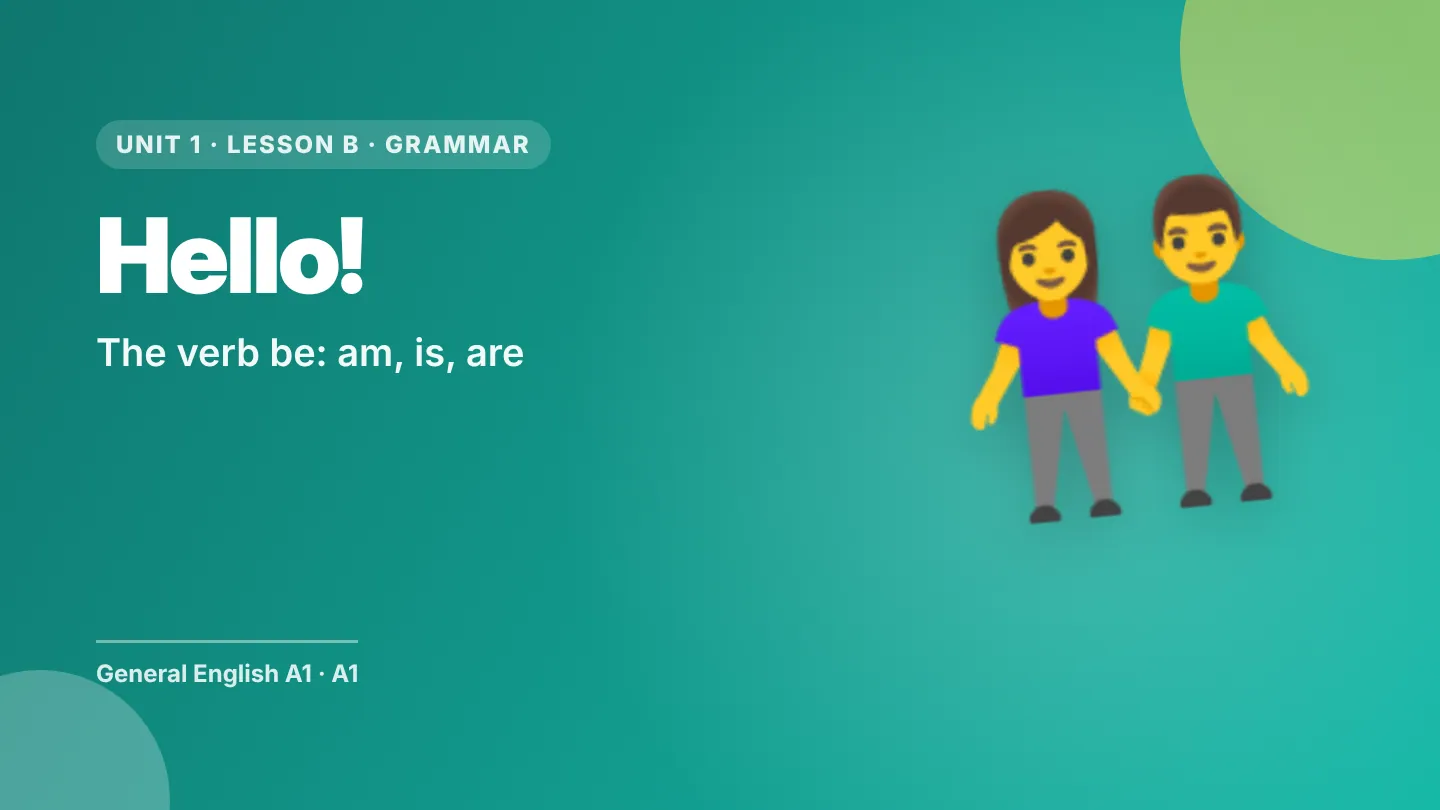 UNIT 1 · LESSON B · GRAMMAR
Hello!
The verb be: am, is, are
General English A1 · A1